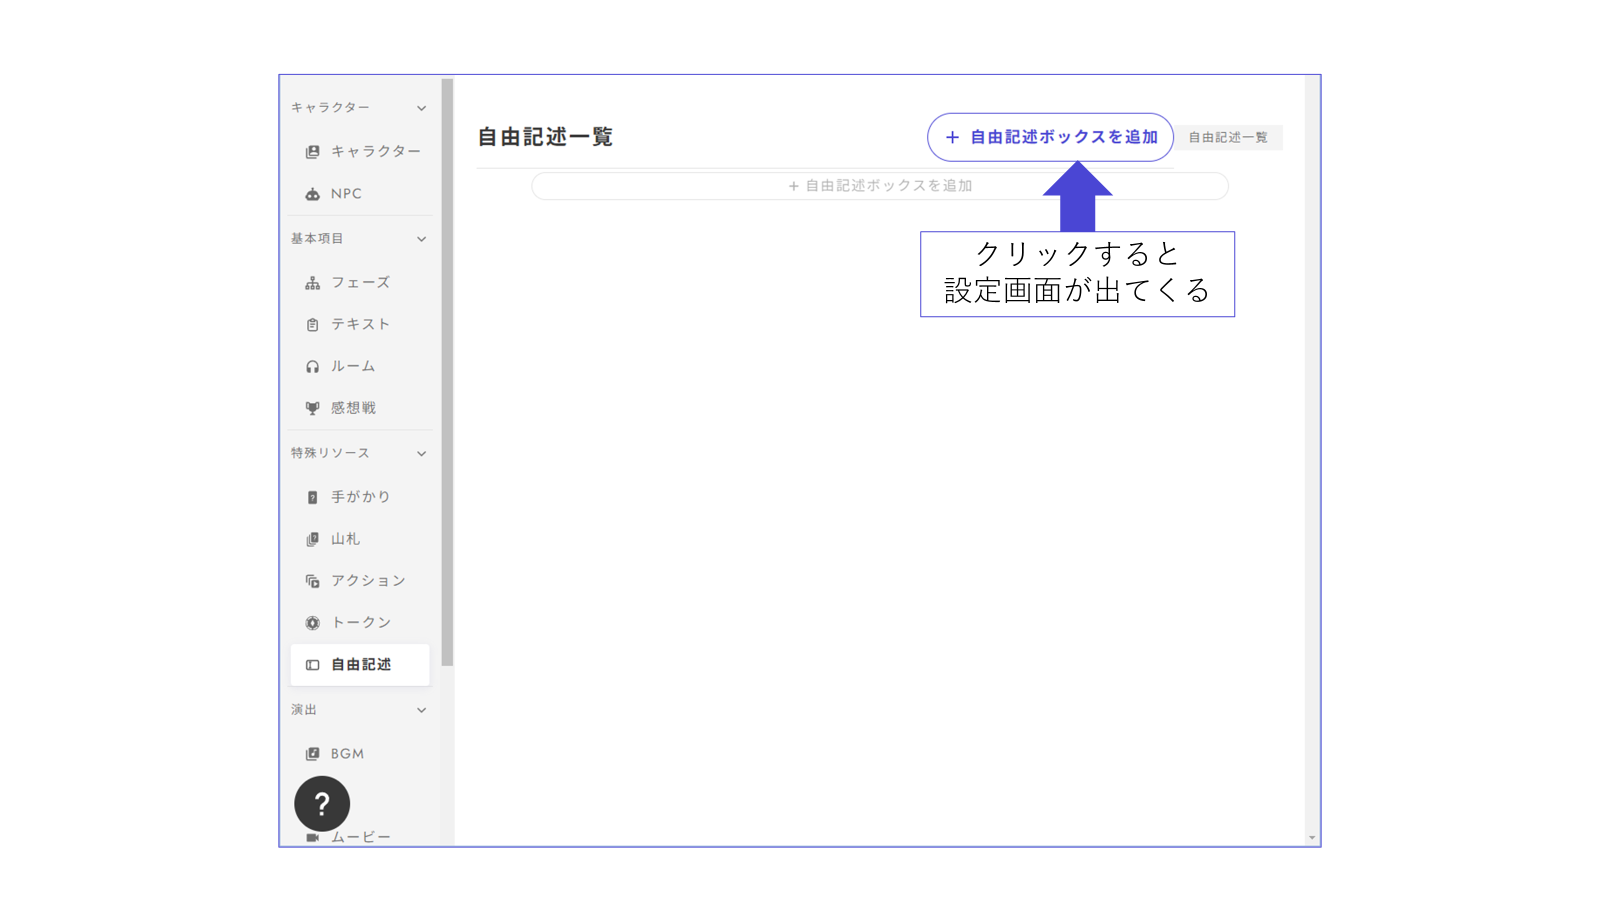 キャラクター
キャラクター
NPC
基本項目
フェーズ
テキスト
ルーム
感想戦
特殊リソース
手がかり
山札
アクション
トークン
自由記述
演出
BGM
?
ムービー
自由記述一覧
+ 自由記述ボックスを追加
自由記述一覧
+ 自由記述ボックスを追加
クリックすると
設定画面が出てくる